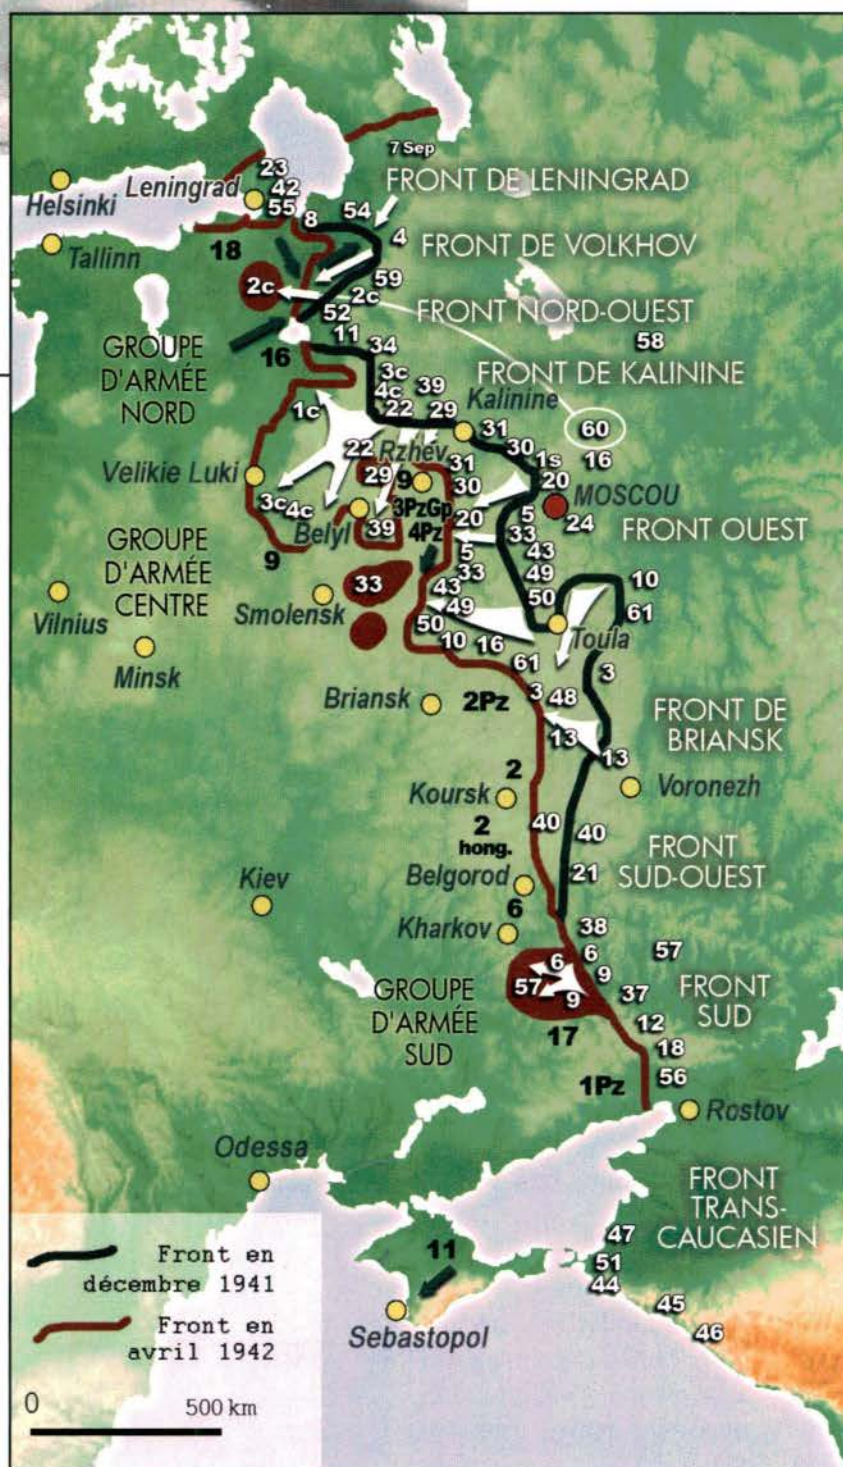 7 Sep
23
Leningrad
42
FRONT DE LENINGRAD
Helsinki
55
8
54
18
4
FRONT DE VOLKHOV
Tallinn
59
2c
2c
FRONT NORD-OUEST
52
11
58
GROUPE
D'ARMÉE
NORD
16
34
FRONT DE KALININE
3c
39
4c
1c
22
29
Kalinine
31
60
22
Rzhév
30
1s
16
Velikie Luki
29
9
31
20
30
MOSCOU
3c
4c
3PzGp
4Pz
20
5
24
FRONT OUEST
Belyl
39
33
9
5
43
GROUPE
D'ARMÉE
CENTRE
33
33
49
43
50
10
Vilnius
Smolensk
49
61
50
Toula
Minsk
10
16
61
3
Briansk
2Pz
3
48
FRONT DE
BRIANSK
13
13
2
Voronezh
Koursk
2
hong.
40
40
FRONT
SUD-OUEST
Belgorod
21
Kiev
6
Kharkov
38
6
57
6
9
57
9
37
FRONT
SUD
GROUPE
D'ARMÉE
SUD
17
12
18
1Pz
56
Rostov
Odessa
FRONT
TRANS-
CAUCASIEN
47
11
51
44
45
46
Sebastopol
Front en
décembre 1941
Front en
avril 1942
0
500 km